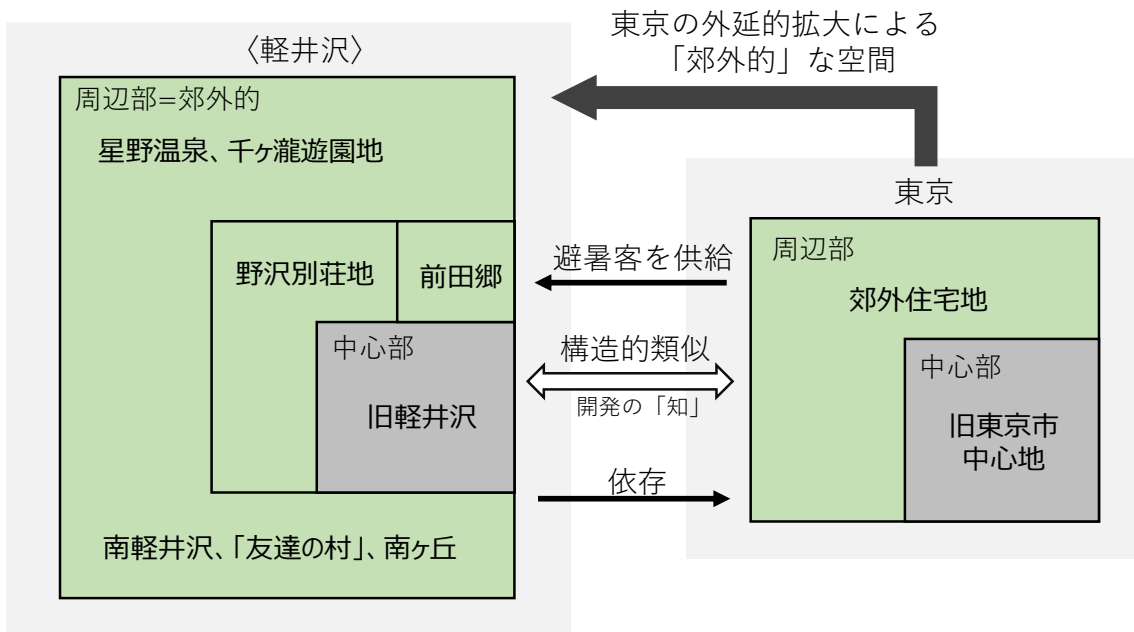 東京の外延的拡大による
「郊外的」な空間
〈軽井沢〉
周辺部=郊外的
星野温泉、千ヶ瀧遊園地
野沢別荘地
前田郷
中心部
旧軽井沢
南軽井沢、「友達の村」、南ヶ丘
避暑客を供給
構造的類似
開発の「知」
依存
東京
周辺部
郊外住宅地
中心部
旧東京市
中心地